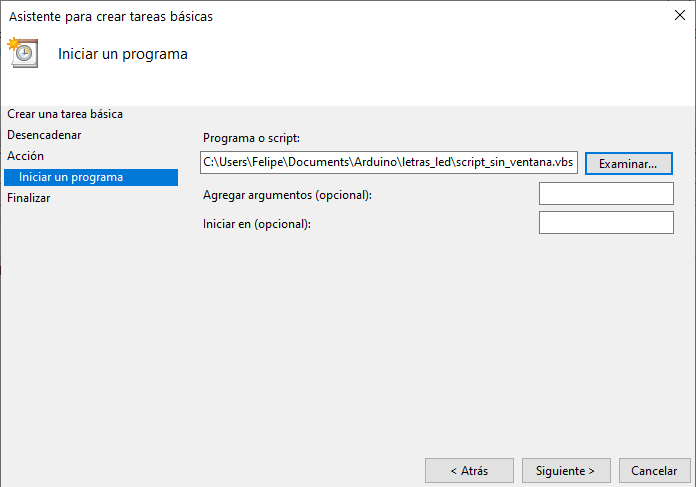 Asistente para crear tareas básicas
Iniciar un programa
Crear una tarea básica
Desencadenar
Acción
Iniciar un programa
Finalizar
Programa o script:
C:\Users\Felipe\Documents\Arduino\letras_led\script_sin_ventana.vbs
Examinar...
Agregar argumentos (opcional):
Iniciar en (opcional):
< Atrás
Siguiente >
Cancelar